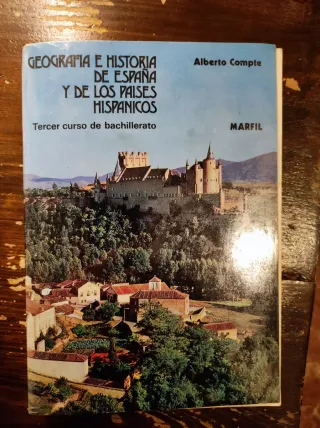 GEOGRAFIA E HISTORIA
DE ESPAÑA
Y DE LOS PAISES
HISPANICOS
Alberto Compte
Tercer curso de bachillerato
MARFIL